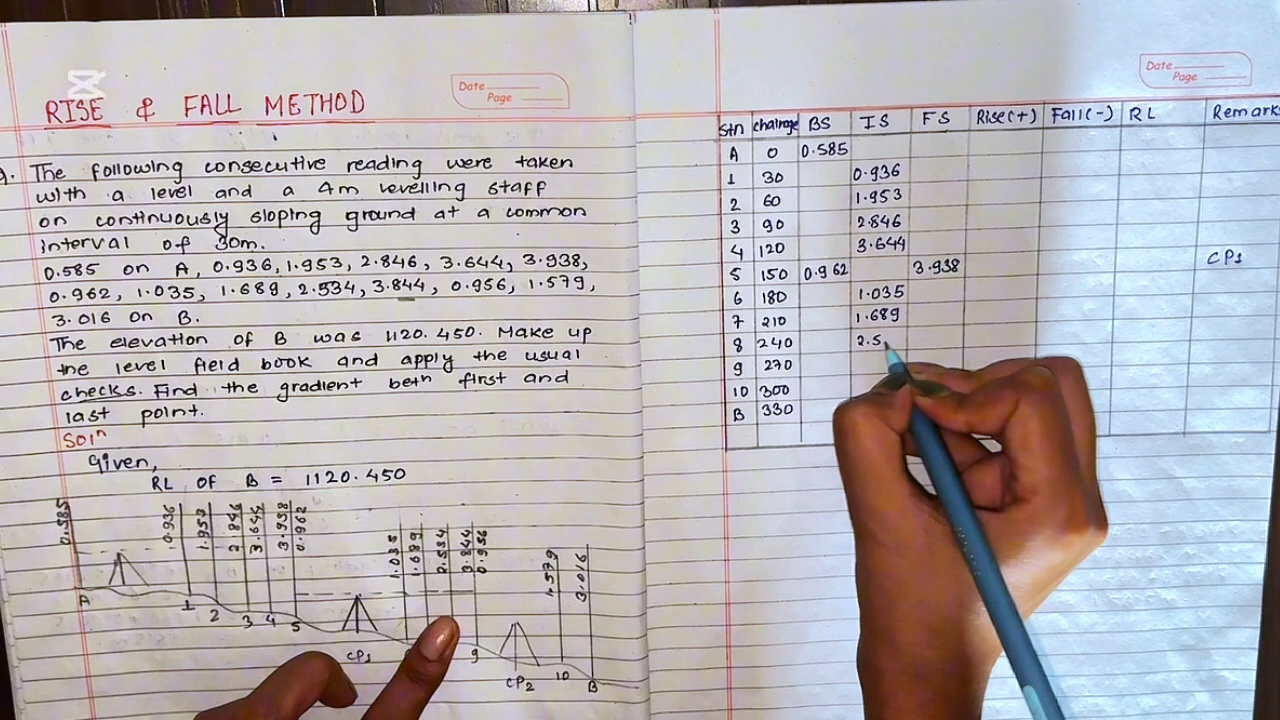 RISE & FALL METHOD
Date
Page
Q. The following consecutive reading were taken
with a level and a 4m levelling staff
on continuously sloping ground at a common
interval of 30m.
0.585 on A, 0.936, 1.953, 2.846, 3.644, 3.938,
0.962, 1.035, 1.689, 2.534, 3.844, 0.956, 1.579,
3.016 on B.
The elevation of B was 1120.450. Make up
the level field book and apply the usual
checks. Find the gradient betn first and
last point.
Soln
Given,
RL OF B = 1120.450
0.585 0.936 1.953 2.846 3.644 3.938 0.962 1.035 1.689 2.534 3.844 0.956 1.579 3.016
A 1 2 3 4 5 CP1 9 CP2 10 B
Date
Page
Stn chainage BS IS FS Rise(+) Fall(-) RL Remark
A 0 0.585
1 30 0.936
2 60 1.953
3 90 2.846
4 120 3.644
5 150 0.962 3.938 CP1
6 180 1.035
7 210 1.689
8 240 2.5
9 270
10 300
B 330